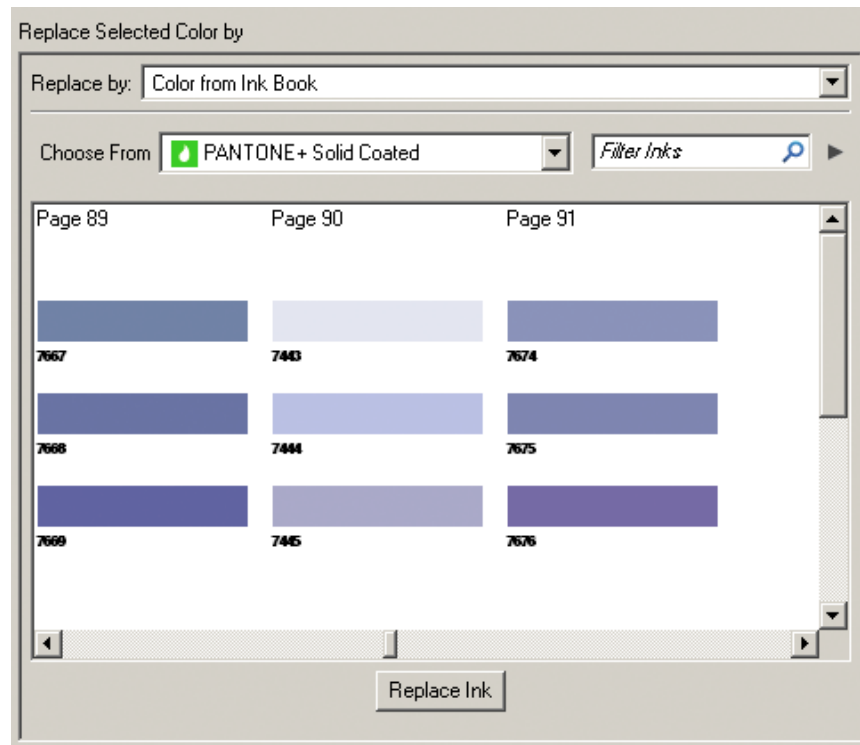 Replace Selected Color by
Replace by: Color from Ink Book
Choose From PANTONE+ Solid Coated Filter Inks
Page 89 Page 90 Page 91
7667 7443 7674
7668 7444 7675
7669 7445 7676
Replace Ink